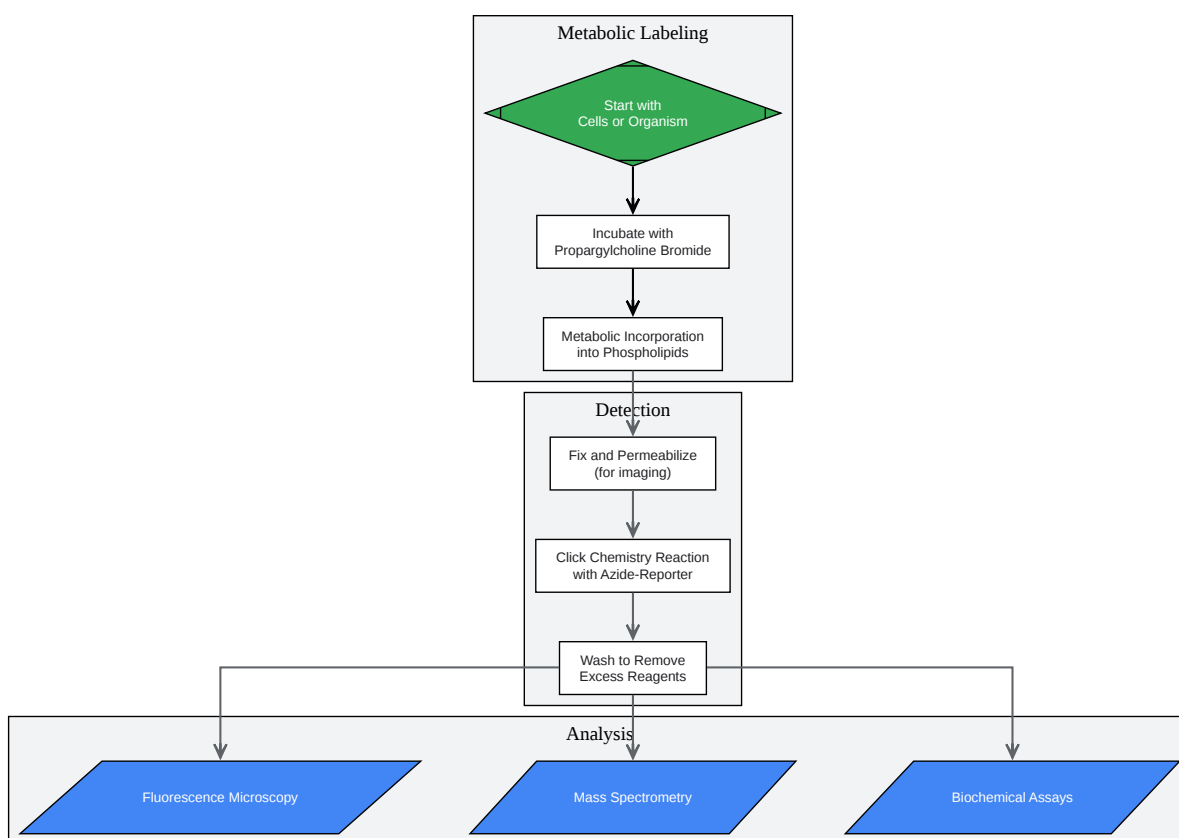 Metabolic Labeling
Start with
Cells or Organism
Incubate with
Propargylcholine Bromide
Metabolic Incorporation
into Phospholipids
Detection
Fix and Permeabilize
(for imaging)
Click Chemistry Reaction
with Azide-Reporter
Wash to Remove
Excess Reagents
Analysis
Fluorescence Microscopy
Mass Spectrometry
Biochemical Assays